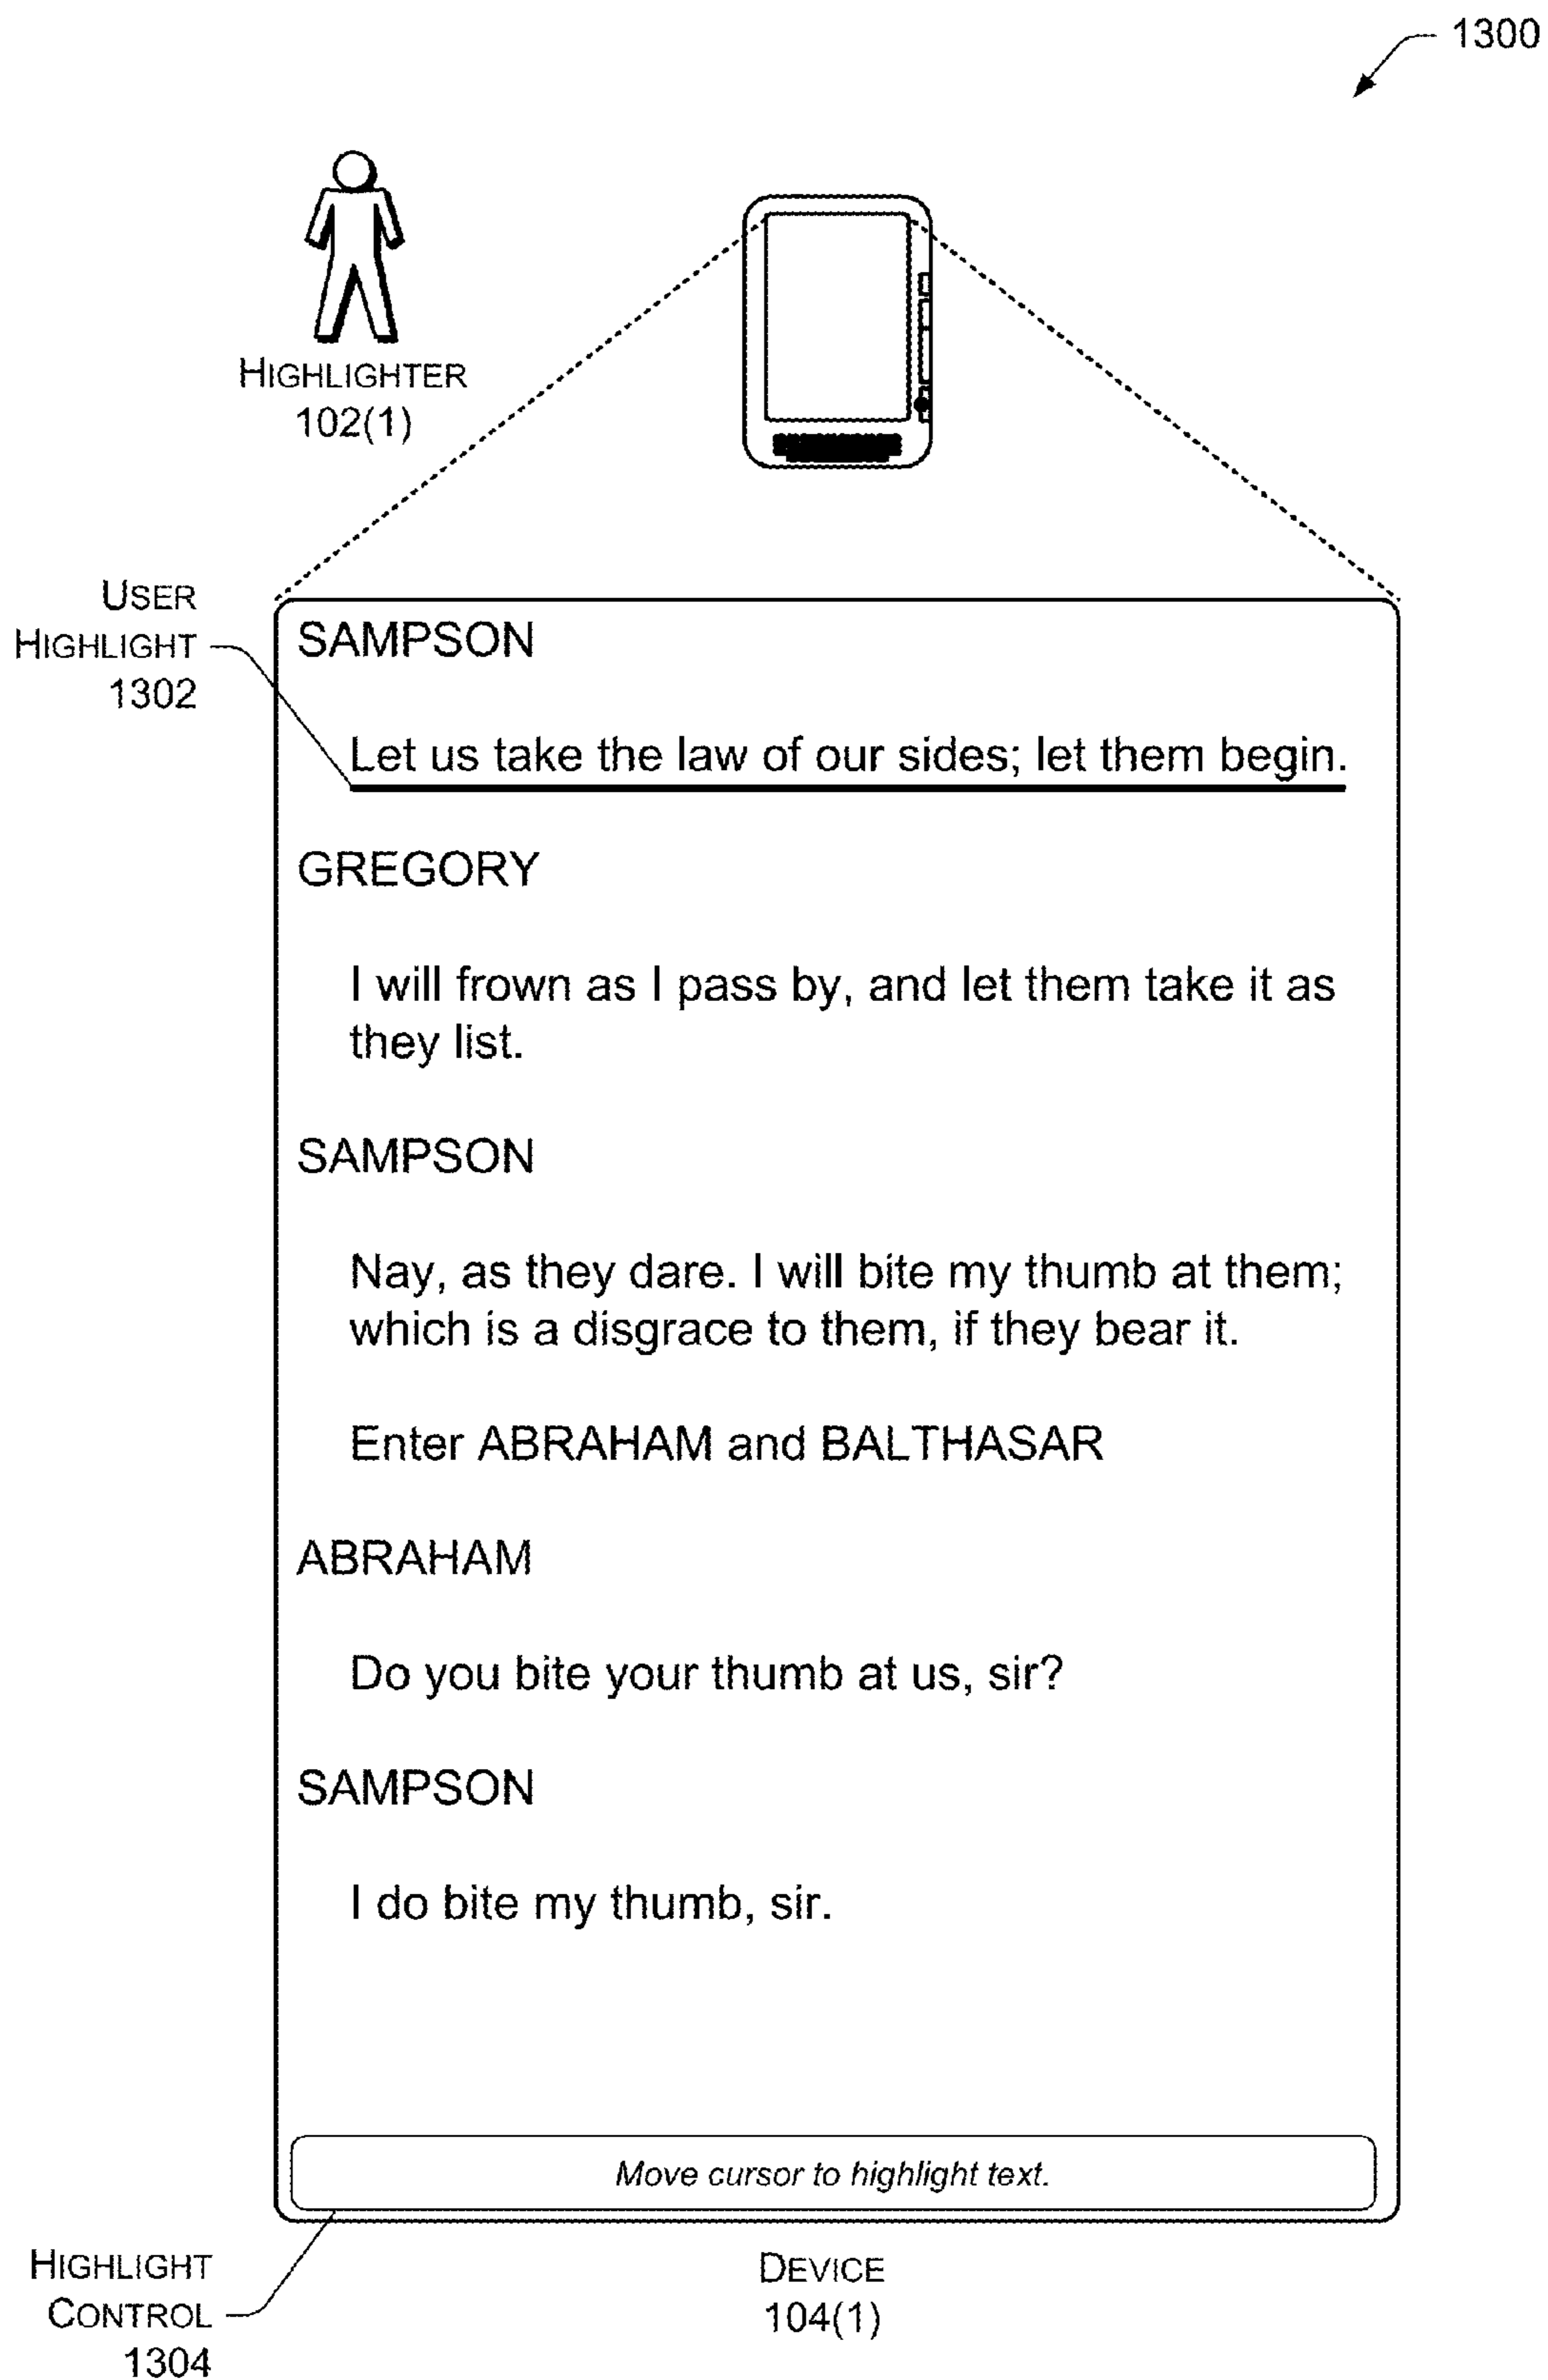 1300
HIGHLIGHTER
102(1)
USER
HIGHLIGHT
1302
SAMPSON
Let us take the law of our sides; let them begin.
GREGORY
I will frown as I pass by, and let them take it as
they list.
SAMPSON
Nay, as they dare. I will bite my thumb at them;
which is a disgrace to them, if they bear it.
Enter ABRAHAM and BALTHASAR
ABRAHAM
Do you bite your thumb at us, sir?
SAMPSON
I do bite my thumb, sir.
Move cursor to highlight text.
HIGHLIGHT
CONTROL
1304
DEVICE
104(1)